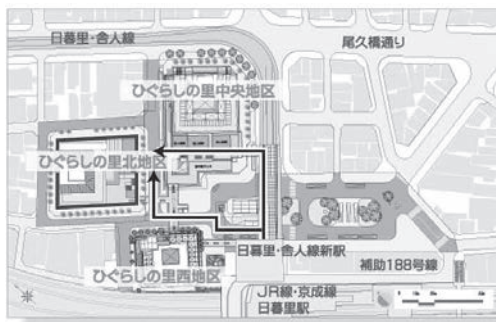 日暮里・舎人線
尾久橋通り
ひぐらしの里中央地区
ひぐらしの里北地区
日暮里・舎人線新駅
ひぐらしの里西地区
補助188号線
JR線・京成線
日暮里駅